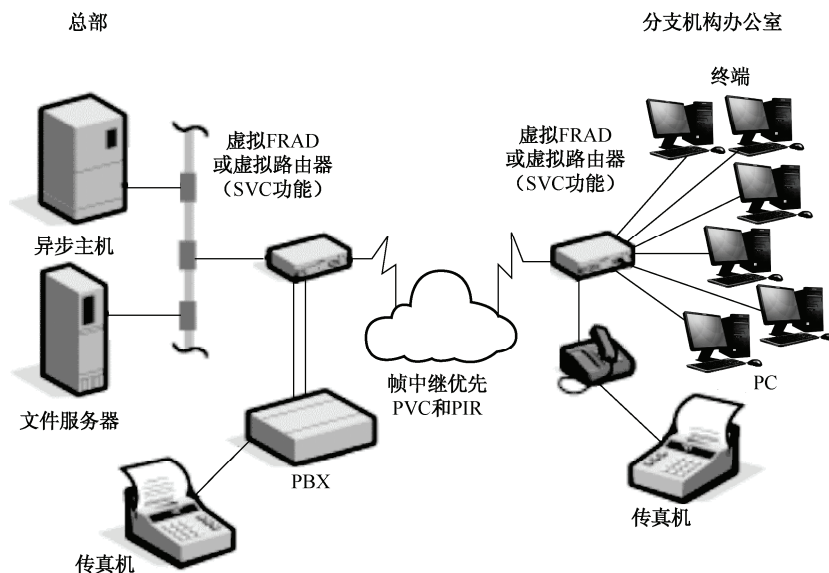 总部
分支机构办公室
终端
虚拟FRAD
或虚拟路由器
（SVC功能）
虚拟FRAD
或虚拟路由器
（SVC功能）
异步主机
文件服务器
帧中继优先
PVC和PIR
PC
PBX
传真机
传真机